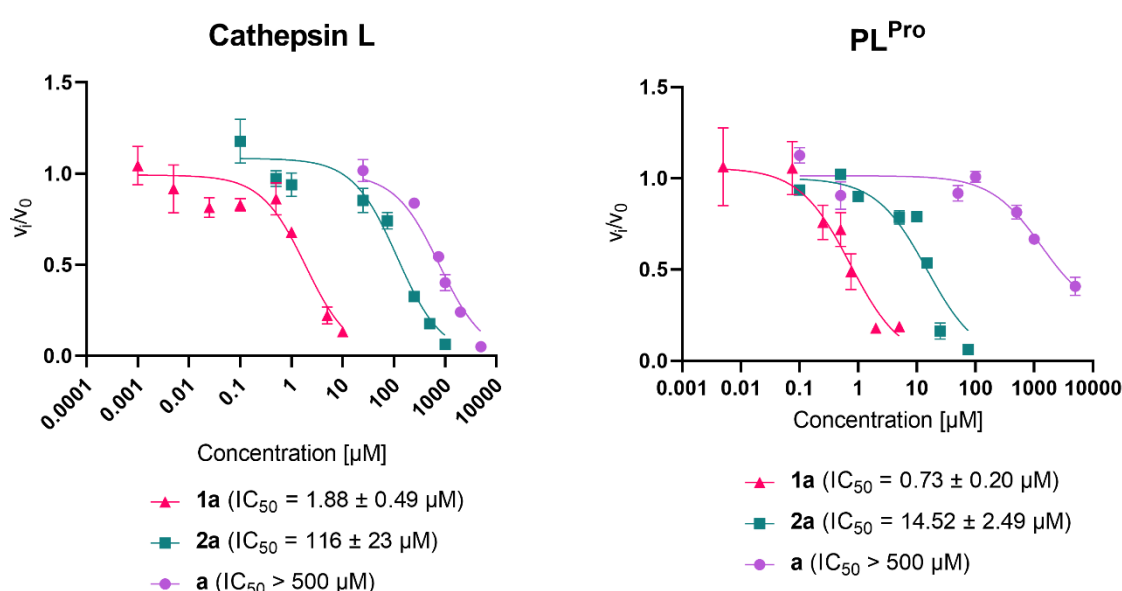 Cathepsin L
1.5
1.0
0.5
0.0
vi/v0
0.0001
0.001
0.01
0.1
1
10
100
1000
10000
Concentration [µM]
1a (IC50 = 1.88 ± 0.49 µM)
2a (IC50 = 116 ± 23 µM)
a (IC50 > 500 µM)
PLPro
1.5
1.0
0.5
0.0
vi/v0
0.001
0.01
0.1
1
10
100
1000
10000
Concentration [µM]
1a (IC50 = 0.73 ± 0.20 µM)
2a (IC50 = 14.52 ± 2.49 µM)
a (IC50 > 500 µM)